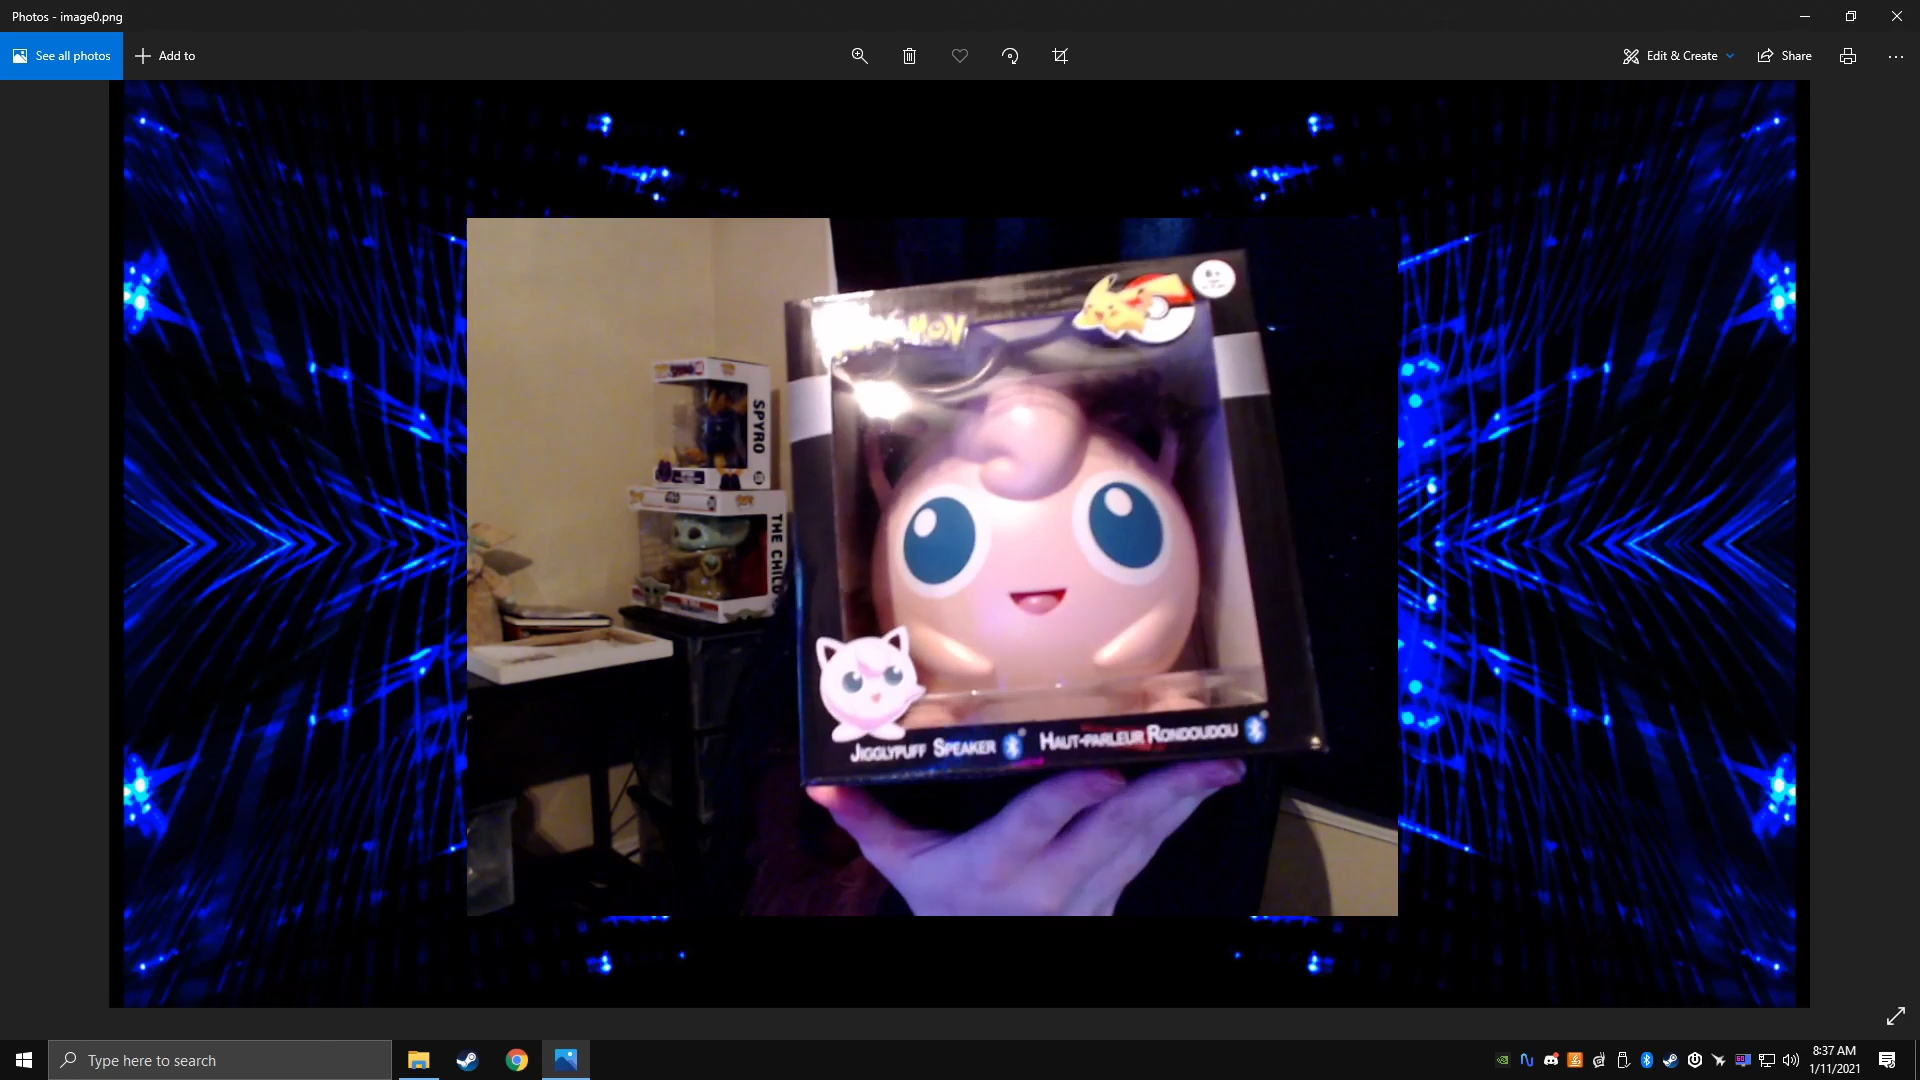 Photos - image0.png
See all photos
Add to
Edit & Create
Share
SPYRO
THE CHILD
JIGGLYPUFF SPEAKER
HAUT-PARLEUR RONDOUDOU
Type here to search
8:37 AM
1/11/2021